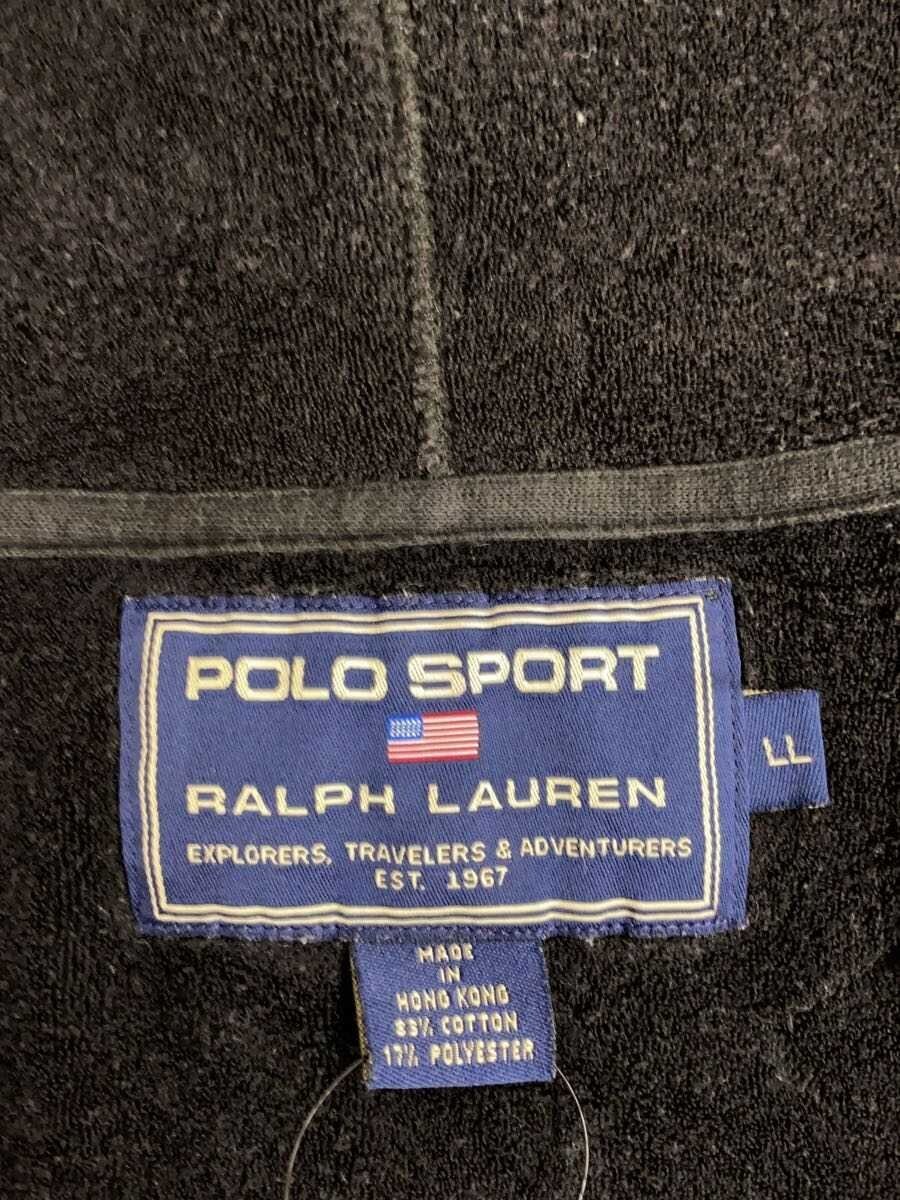 POLO SPORT
RALPH LAUREN
EXPLORERS, TRAVELERS & ADVENTURERS
EST. 1967
LL
MADE
IN
HONG KONG
83% COTTON
17% POLYESTER